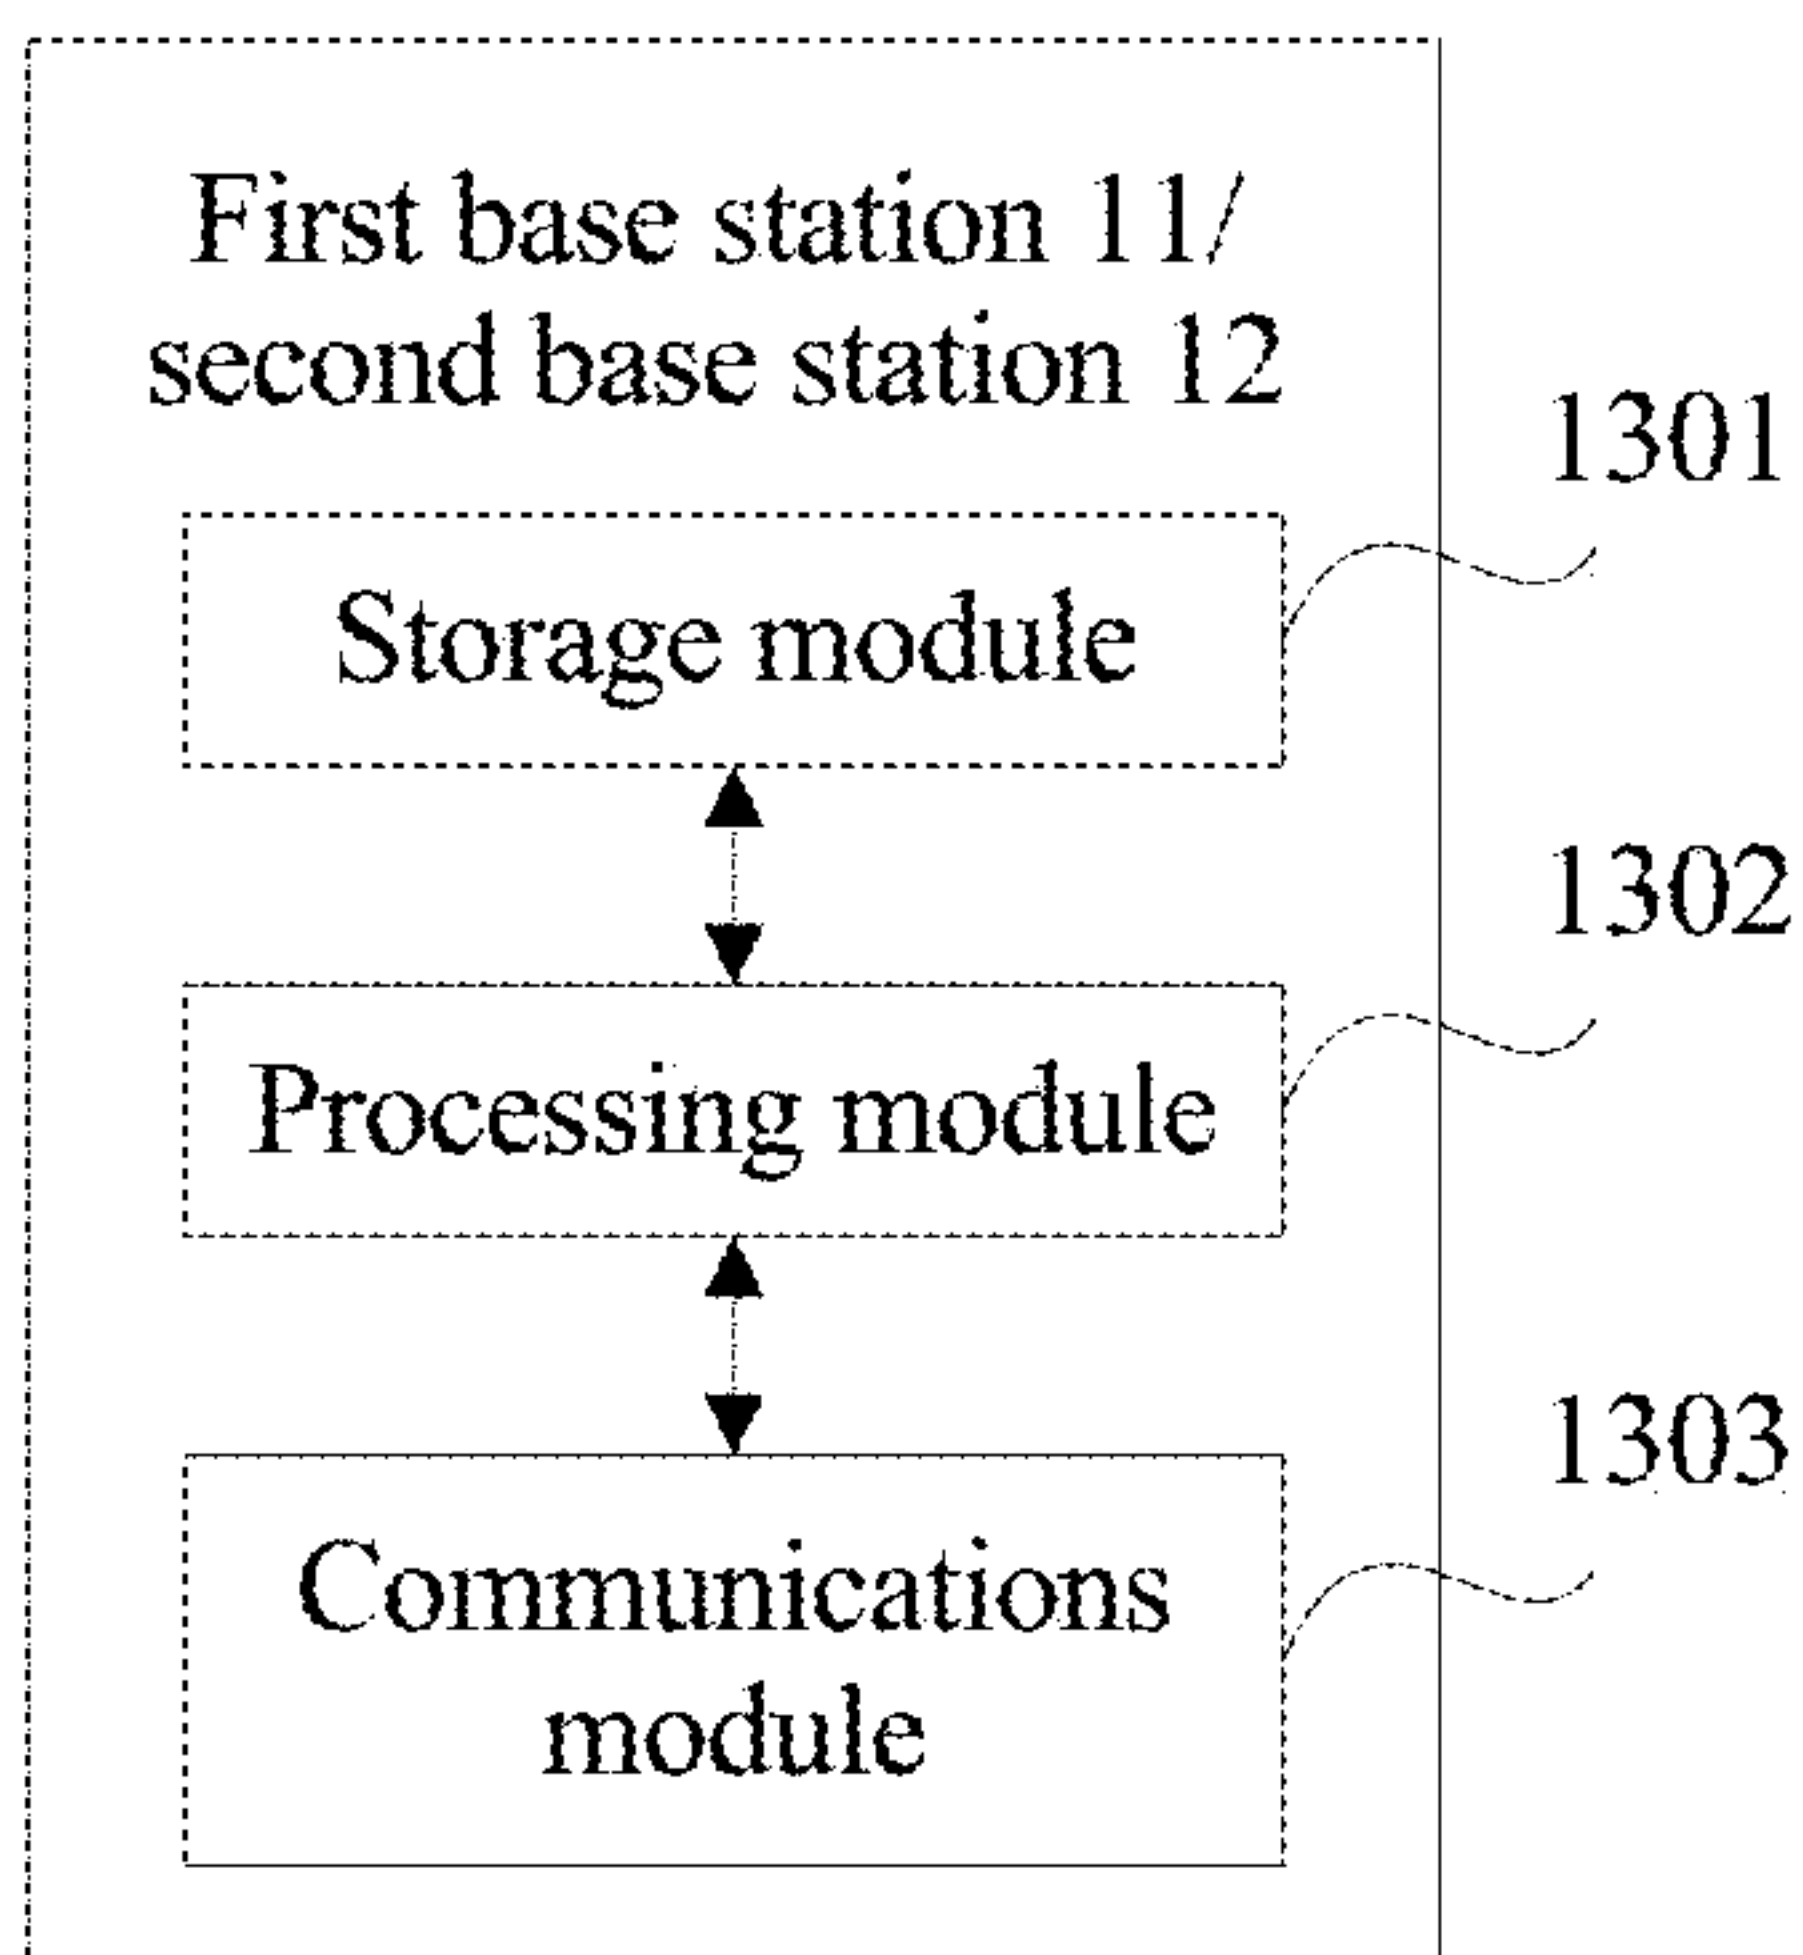 First base station 11/
second base station 12
1301
Storage module
1302
Processing module
1303
Communications
module